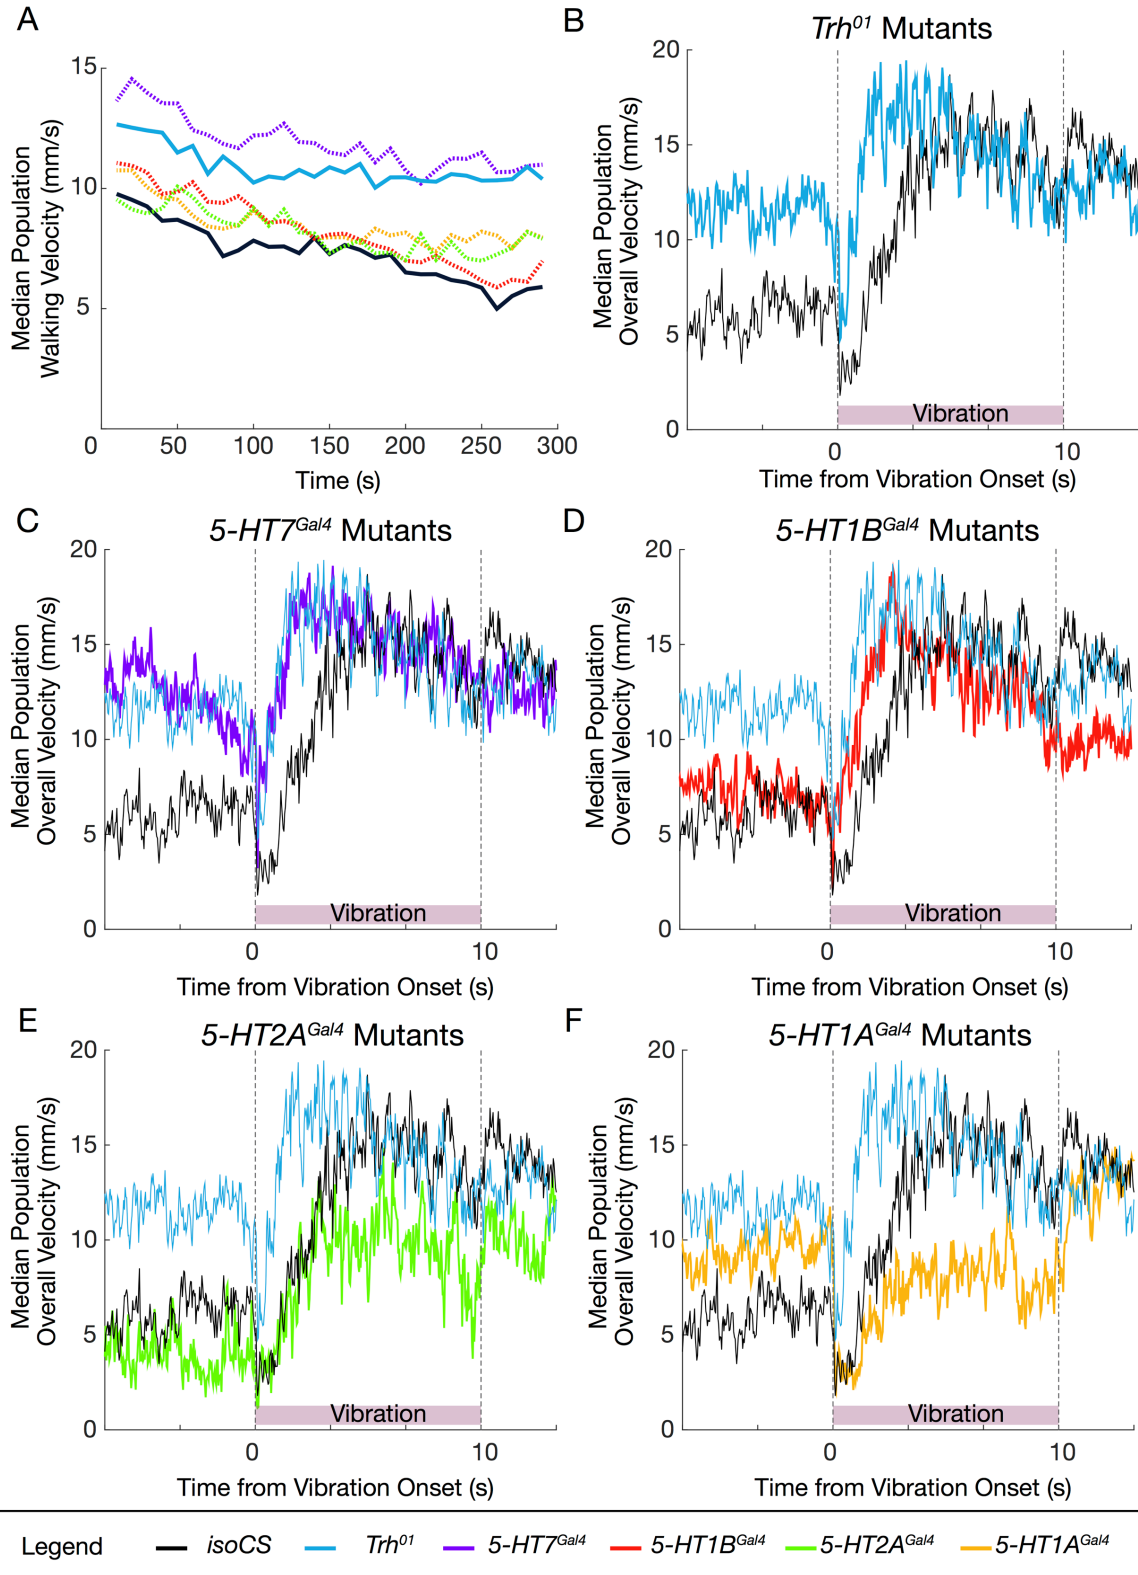 A
15
10
5
0
50
100
150
200
250
300
Median Population
Walking Velocity (mm/s)
Time (s)
B
Trh01 Mutants
20
15
10
5
0
Median Population
Overall Velocity (mm/s)
Vibration
0
10
Time from Vibration Onset (s)
C
5-HT7Gal4 Mutants
20
15
10
5
0
Median Population
Overall Velocity (mm/s)
Vibration
0
10
Time from Vibration Onset (s)
D
5-HT1BGal4 Mutants
20
15
10
5
0
Median Population
Overall Velocity (mm/s)
Vibration
0
10
Time from Vibration Onset (s)
E
5-HT2AGal4 Mutants
20
15
10
5
0
Median Population
Overall Velocity (mm/s)
Vibration
0
10
Time from Vibration Onset (s)
F
5-HT1AGal4 Mutants
20
15
10
5
0
Median Population
Overall Velocity (mm/s)
Vibration
0
10
Time from Vibration Onset (s)
Legend
isoCS
Trh01
5-HT7Gal4
5-HT1BGal4
5-HT2AGal4
5-HT1AGal4